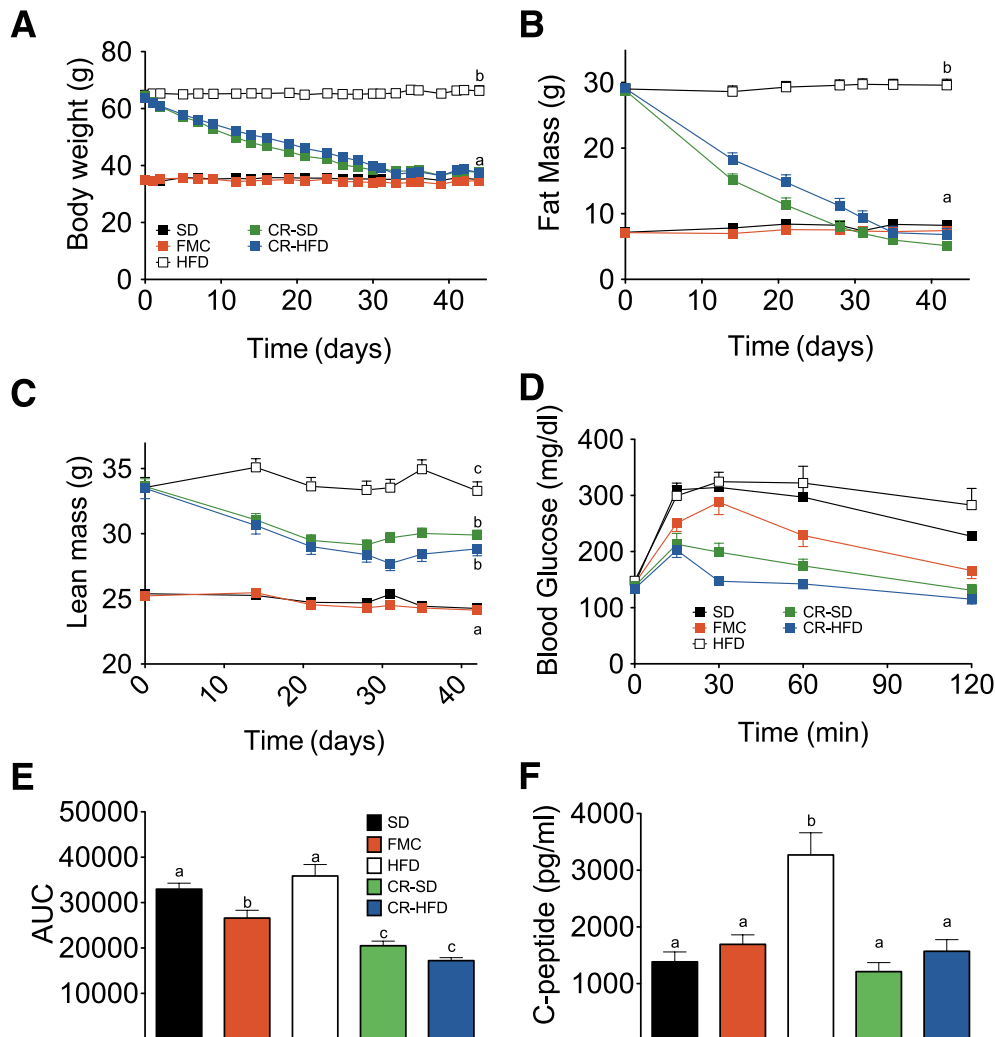 A
Body weight (g)
80
60
40
20
0
b
a
SD
CR-SD
FMC
CR-HFD
HFD
0 10 20 30 40
Time (days)
B
Fat Mass (g)
30
20
10
0
b
a
0 10 20 30 40
Time (days)
C
Lean mass (g)
35
30
25
20
c
b
b
a
0 10 20 30 40
Time (days)
D
Blood Glucose (mg/dl)
400
300
200
100
0
SD
CR-SD
FMC
CR-HFD
HFD
0 30 60 90 120
Time (min)
E
AUC
50000
40000
30000
20000
10000
a b a c c
SD
FMC
HFD
CR-SD
CR-HFD
F
C-peptide (pg/ml)
4000
3000
2000
1000
a a b a a